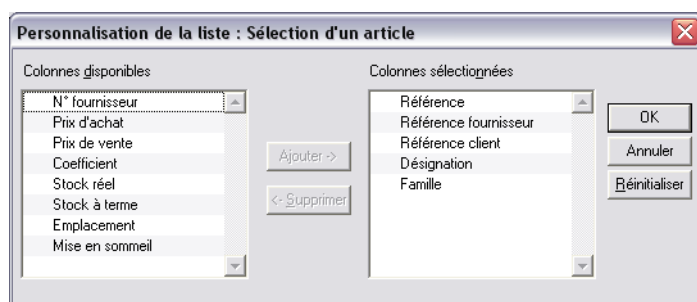 Personnalisation de la liste : Sélection d'un article
Colonnes disponibles
N° fournisseur
Prix d'achat
Prix de vente
Coefficient
Stock réel
Stock à terme
Emplacement
Mise en sommeil
Ajouter ->
<- Supprimer
Colonnes sélectionnées
Référence
Référence fournisseur
Référence client
Désignation
Famille
OK
Annuler
Réinitialiser